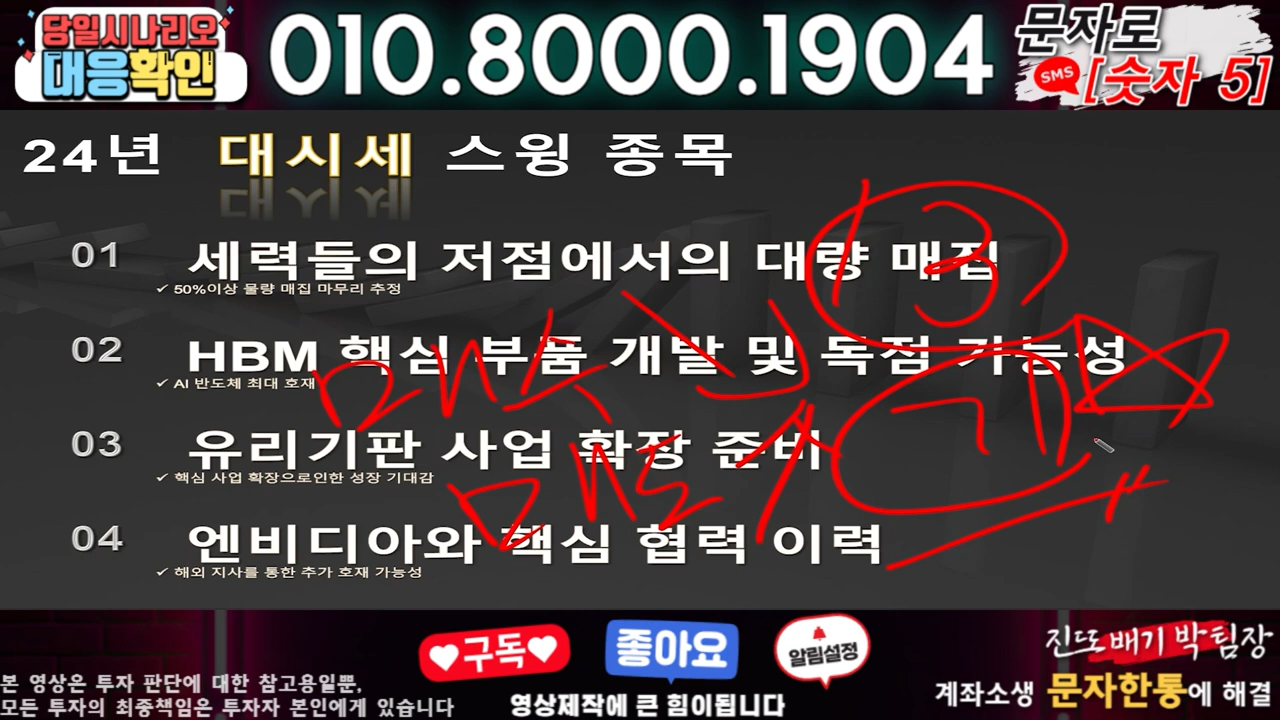 당일시나리오
대응확인
010.8000.1904
문자로
SMS [숫자 5]
24년 대시세 스윙 종목
01 세력들의 저점에서의 대량 매집
✓ 50%이상 물량 매집 마무리 추정
02 HBM 핵심 부품 개발 및 독점 가능성
✓ AI 반도체 최대 호재
03 유리기판 사업 확장 준비
✓ 핵심 사업 확장으로인한 성장 기대감
04 엔비디아와 핵심 협력 이력
✓ 해외 지사를 통한 추가 호재 가능성
3
매수
매도
구독
좋아요
알림설정
영상제작에 큰 힘이됩니다
본 영상은 투자 판단에 대한 참고용일뿐,
모든 투자의 최종책임은 투자자 본인에게 있습니다
진또배기 박팀장
계좌소생 문자한통에 해결